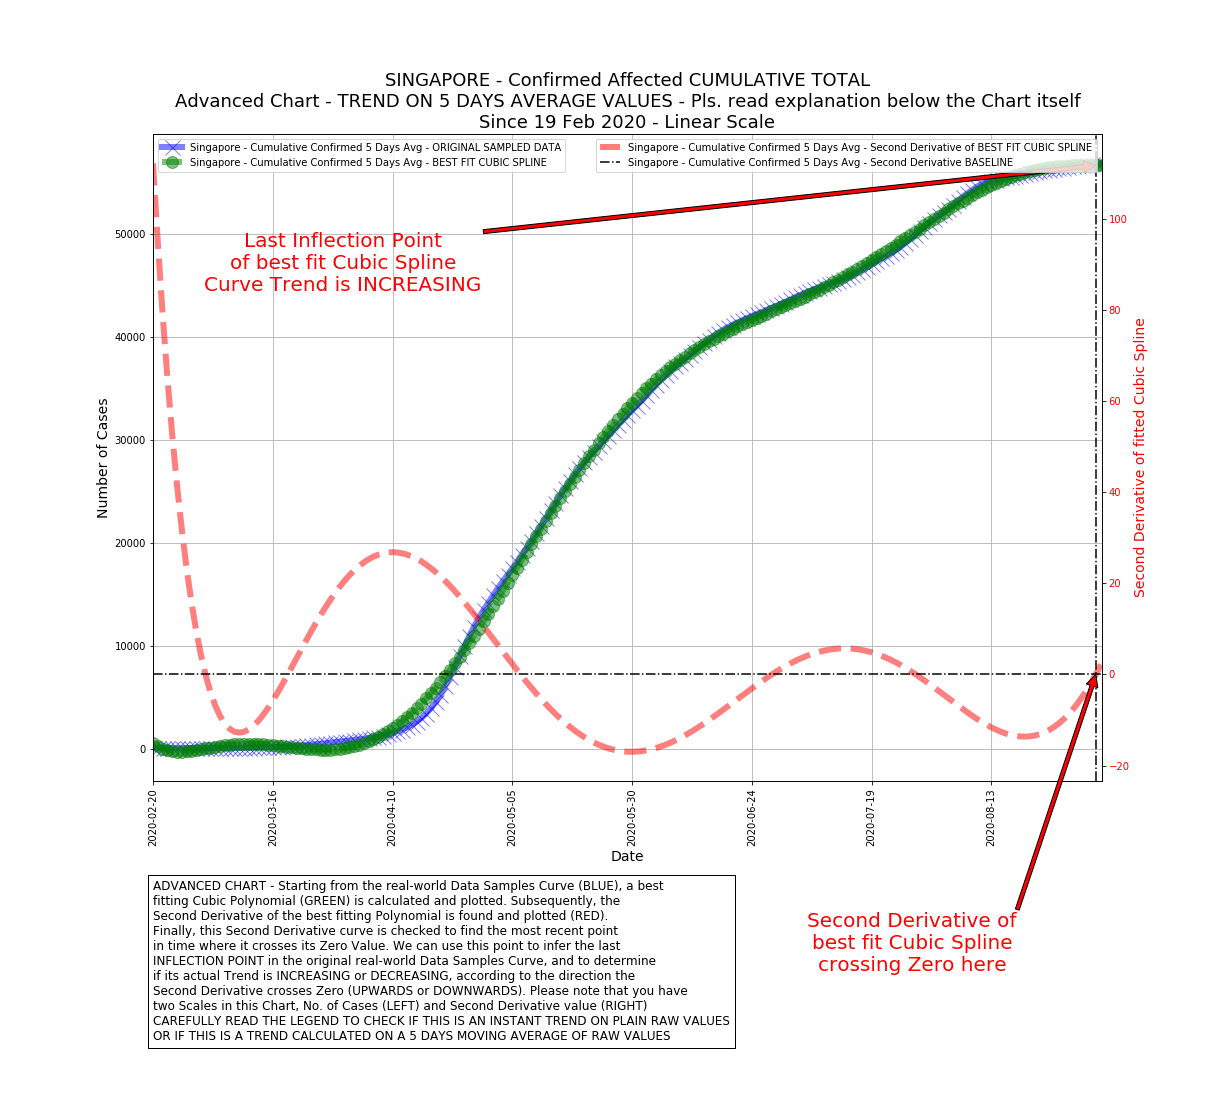 SINGAPORE - Confirmed Affected CUMULATIVE TOTAL
Advanced Chart - TREND ON 5 DAYS AVERAGE VALUES - Pls. read explanation below the Chart itself
Since 19 Feb 2020 - Linear Scale
Singapore - Cumulative Confirmed 5 Days Avg - ORIGINAL SAMPLED DATA
Singapore - Cumulative Confirmed 5 Days Avg - BEST FIT CUBIC SPLINE
Singapore - Cumulative Confirmed 5 Days Avg - Second Derivative of BEST FIT CUBIC SPLINE
Singapore - Cumulative Confirmed 5 Days Avg - Second Derivative BASELINE
Last Inflection Point
of best fit Cubic Spline
Curve Trend is INCREASING
Number of Cases
50000
40000
30000
20000
10000
0
100
80
60
40
20
0
−20
Second Derivative of fitted Cubic Spline
2020-02-20
2020-03-16
2020-04-10
2020-05-05
2020-05-30
2020-06-24
2020-07-19
2020-08-13
Date
ADVANCED CHART - Starting from the real-world Data Samples Curve (BLUE), a best
fitting Cubic Polynomial (GREEN) is calculated and plotted. Subsequently, the
Second Derivative of the best fitting Polynomial is found and plotted (RED).
Finally, this Second Derivative curve is checked to find the most recent point
in time where it crosses its Zero Value. We can use this point to infer the last
INFLECTION POINT in the original real-world Data Samples Curve, and to determine
if its actual Trend is INCREASING or DECREASING, according to the direction the
Second Derivative crosses Zero (UPWARDS or DOWNWARDS). Please note that you have
two Scales in this Chart, No. of Cases (LEFT) and Second Derivative value (RIGHT)
CAREFULLY READ THE LEGEND TO CHECK IF THIS IS AN INSTANT TREND ON PLAIN RAW VALUES
OR IF THIS IS A TREND CALCULATED ON A 5 DAYS MOVING AVERAGE OF RAW VALUES
Second Derivative of
best fit Cubic Spline
crossing Zero here